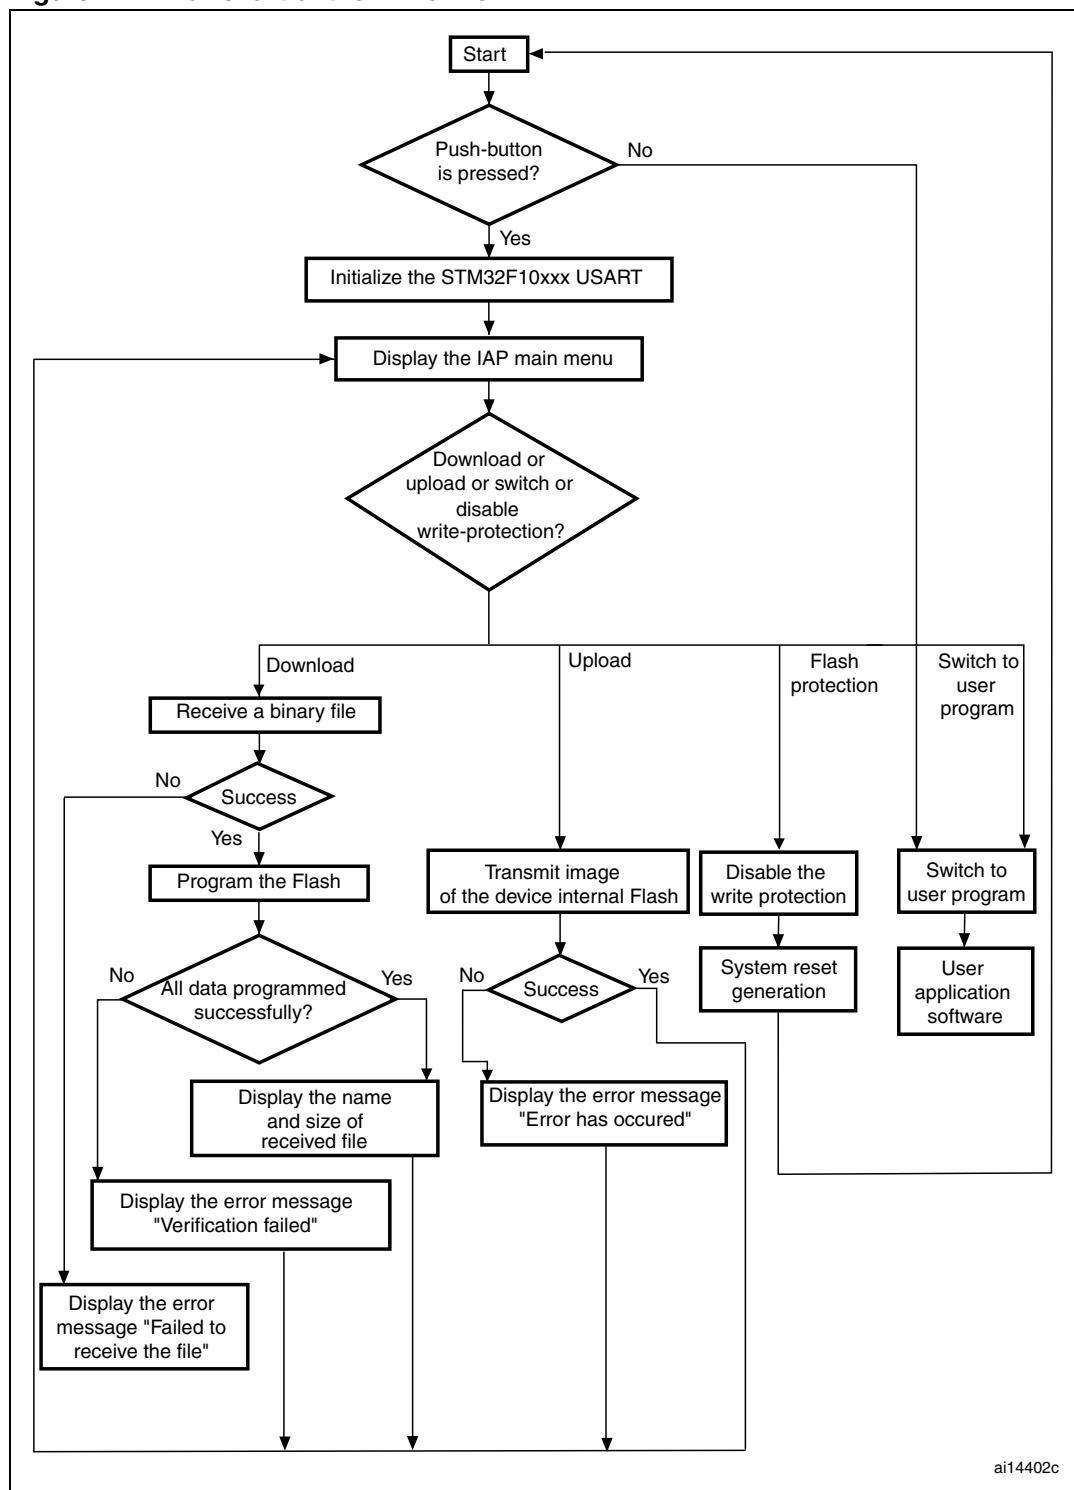 Start
Push-button
is pressed?
No
Yes
Initialize the STM32F10xxx USART
Display the IAP main menu
Download or
upload or switch or
disable
write-protection?
Download
Upload
Flash
protection
Switch to
user
program
Receive a binary file
No
Success
Yes
Program the Flash
Transmit image
of the device internal Flash
Disable the
write protection
Switch to
user program
No
All data programmed
successfully?
Yes
No
Success
Yes
System reset
generation
User
application
software
Display the name
and size of
received file
Display the error message
"Error has occured"
Display the error message
"Verification failed"
Display the error
message "Failed to
receive the file"
ai14402c